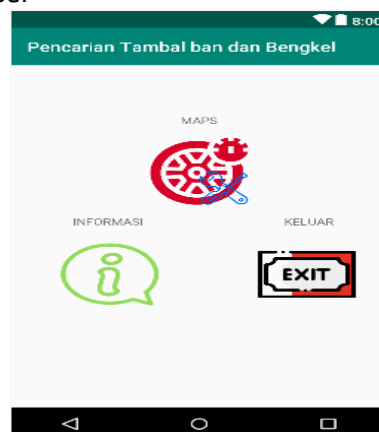 8:00
Pencarian Tambal ban dan Bengkel
MAPS
INFORMASI
KELUAR
EXIT